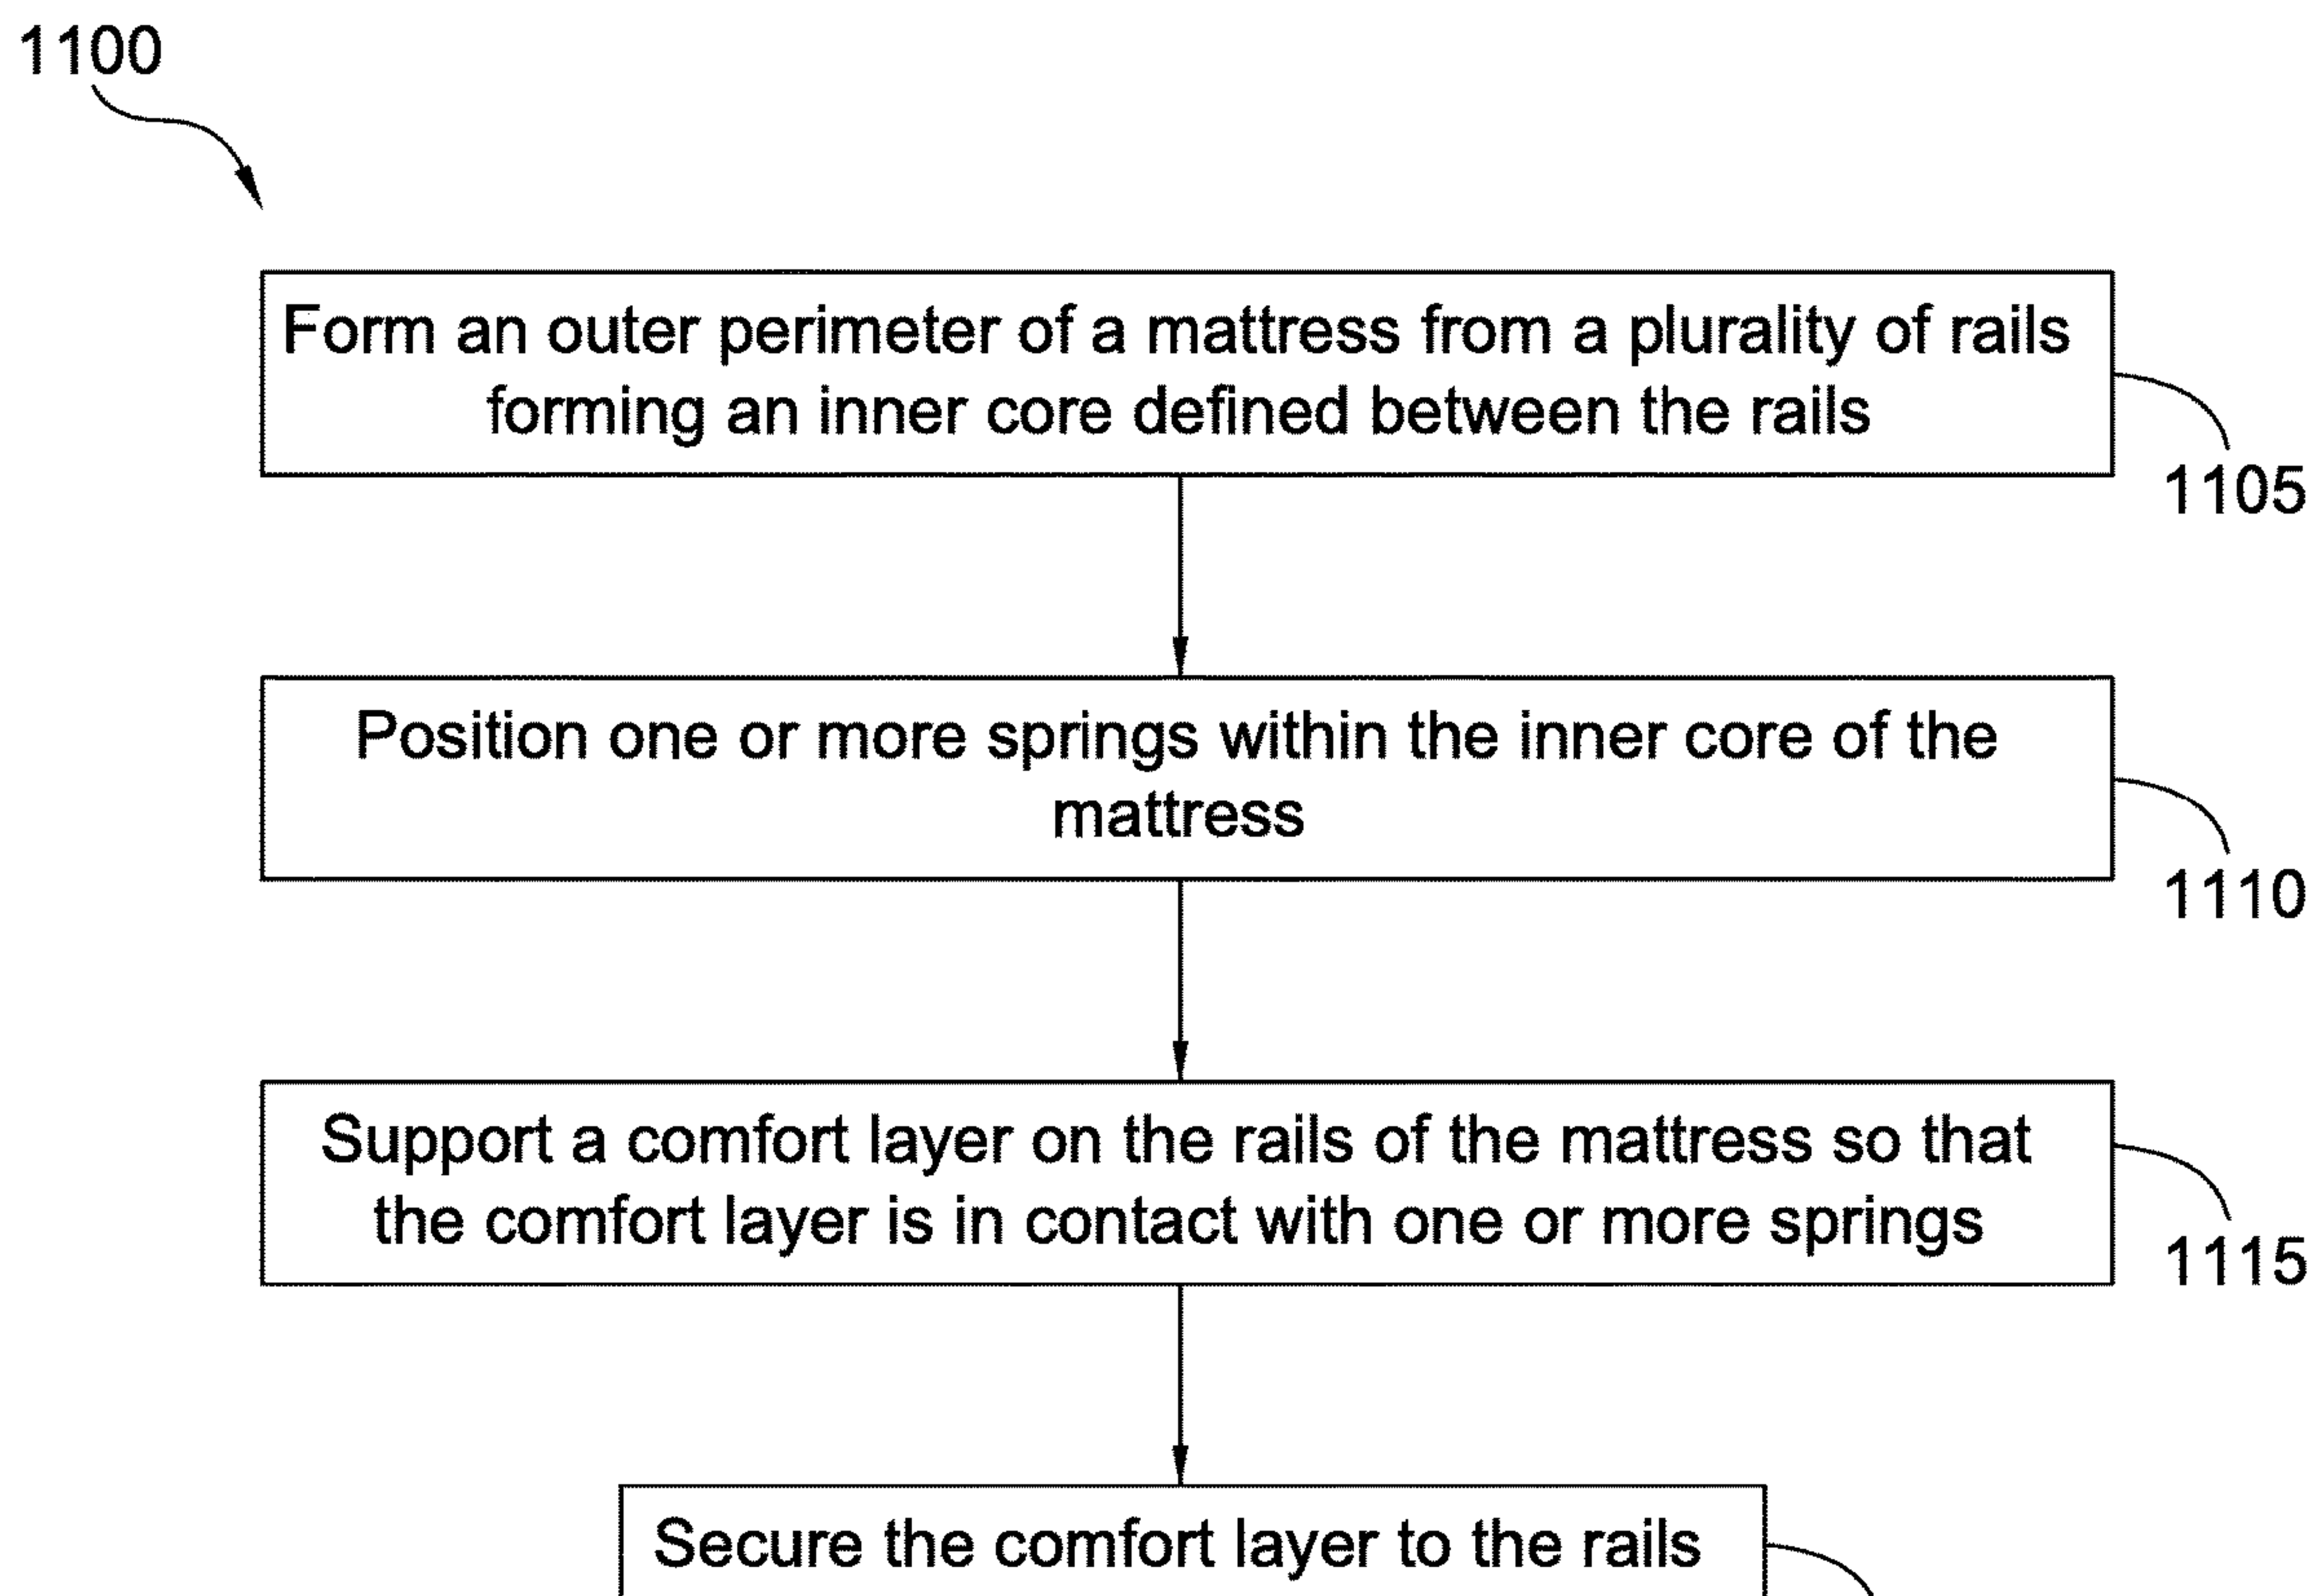 1100
Form an outer perimeter of a mattress from a plurality of rails
forming an inner core defined between the rails
1105
Position one or more springs within the inner core of the
mattress
1110
Support a comfort layer on the rails of the mattress so that
the comfort layer is in contact with one or more springs
1115
Secure the comfort layer to the rails